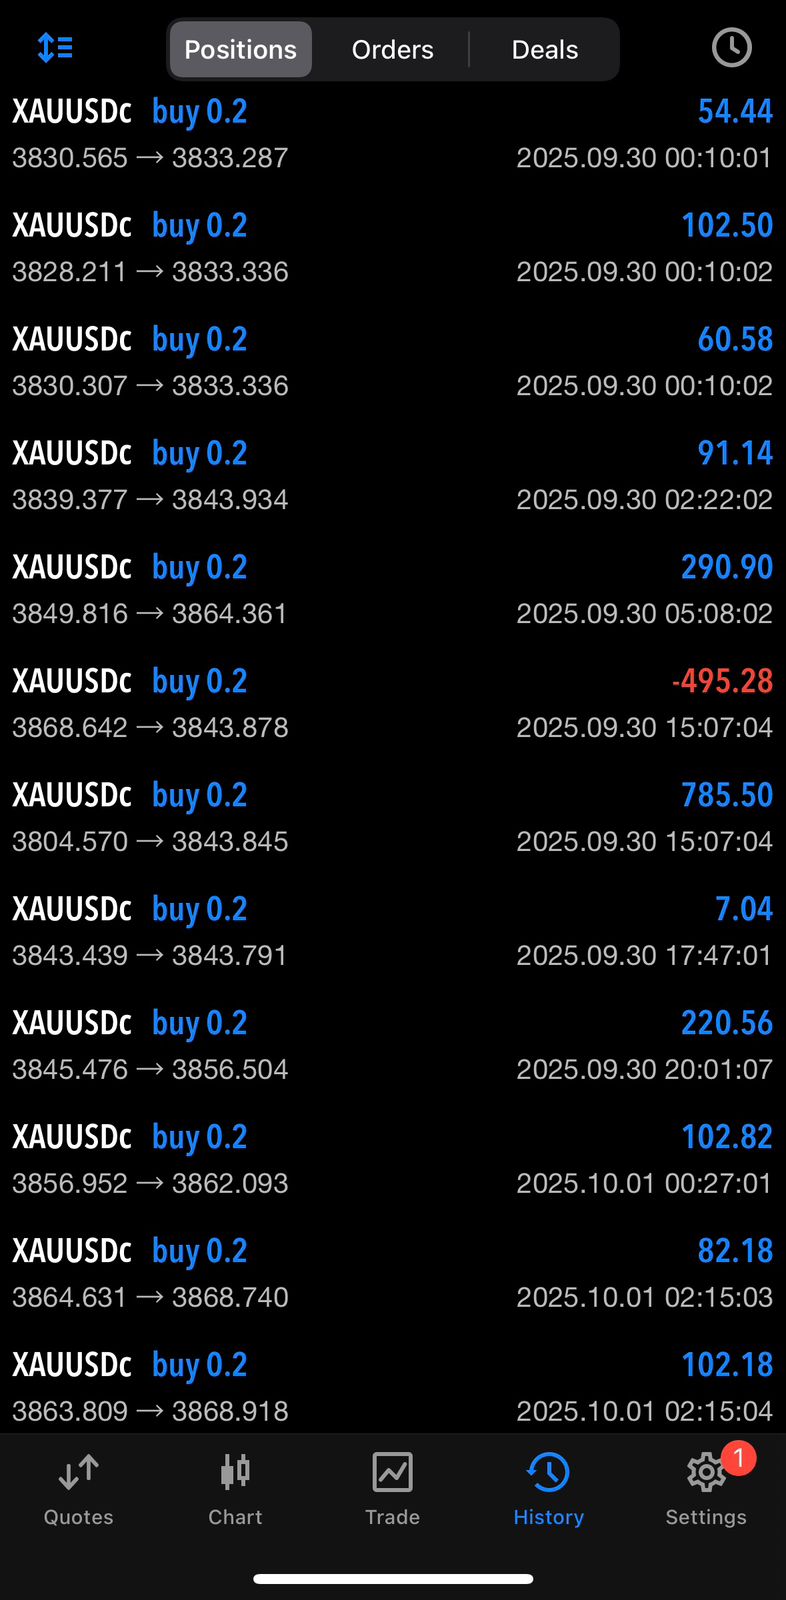 Positions Orders Deals
XAUUSDc buy 0.2 54.44
3830.565 → 3833.287 2025.09.30 00:10:01
XAUUSDc buy 0.2 102.50
3828.211 → 3833.336 2025.09.30 00:10:02
XAUUSDc buy 0.2 60.58
3830.307 → 3833.336 2025.09.30 00:10:02
XAUUSDc buy 0.2 91.14
3839.377 → 3843.934 2025.09.30 02:22:02
XAUUSDc buy 0.2 290.90
3849.816 → 3864.361 2025.09.30 05:08:02
XAUUSDc buy 0.2 -495.28
3868.642 → 3843.878 2025.09.30 15:07:04
XAUUSDc buy 0.2 785.50
3804.570 → 3843.845 2025.09.30 15:07:04
XAUUSDc buy 0.2 7.04
3843.439 → 3843.791 2025.09.30 17:47:01
XAUUSDc buy 0.2 220.56
3845.476 → 3856.504 2025.09.30 20:01:07
XAUUSDc buy 0.2 102.82
3856.952 → 3862.093 2025.10.01 00:27:01
XAUUSDc buy 0.2 82.18
3864.631 → 3868.740 2025.10.01 02:15:03
XAUUSDc buy 0.2 102.18
3863.809 → 3868.918 2025.10.01 02:15:04
1
Quotes Chart Trade History Settings